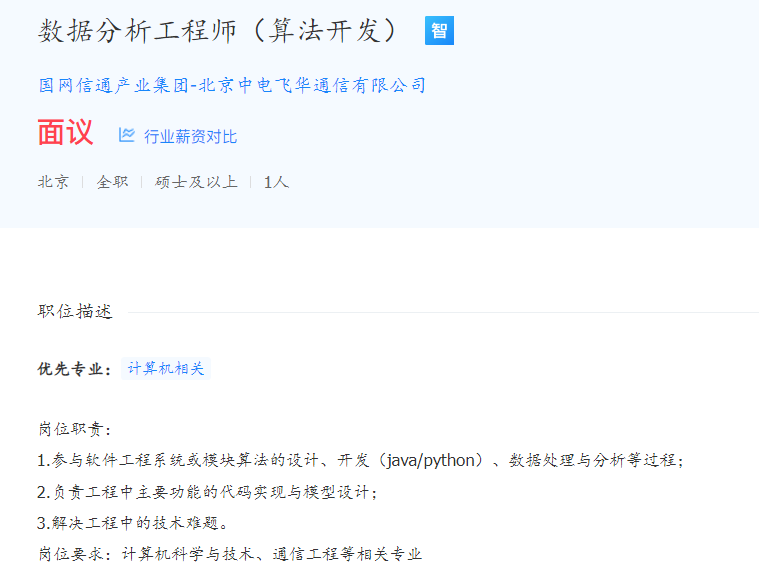 数据分析工程师（算法开发） 智
国网信通产业集团-北京中电飞华通信有限公司
面议 行业薪资对比
北京 全职 硕士及以上 1人
职位描述
优先专业： 计算机相关
岗位职责：
1.参与软件工程系统或模块算法的设计、开发（java/python）、数据处理与分析等过程；
2.负责工程中主要功能的代码实现与模型设计；
3.解决工程中的技术难题。
岗位要求：计算机科学与技术、通信工程等相关专业